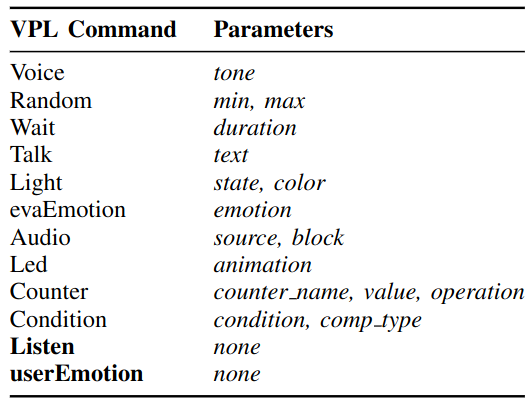 VPL Command Parameters
Voice tone
Random min, max
Wait duration
Talk text
Light state, color
evaEmotion emotion
Audio source, block
Led animation
Counter counter_name, value, operation
Condition condition, comp_type
Listen none
userEmotion none